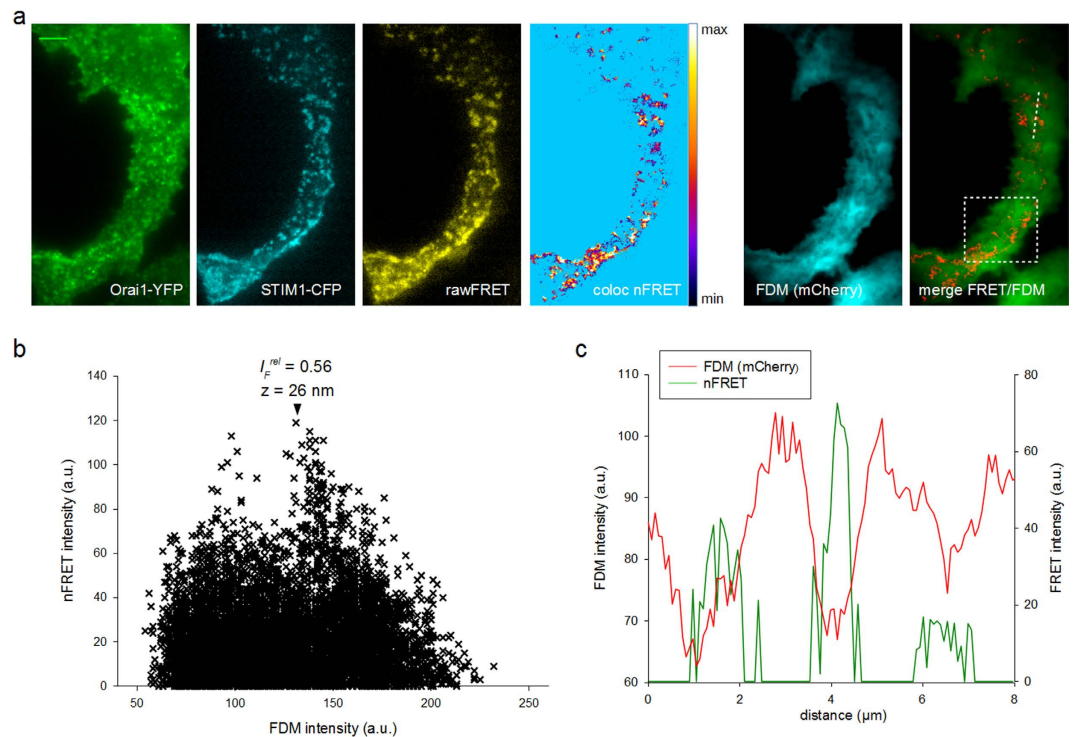 a
max
min
Orai1-YFP
STIM1-CFP
rawFRET
coloc nFRET
FDM (mCherry)
merge FRET/FDM
b
I_F^rel = 0.56
z = 26 nm
140
120
100
80
60
40
20
0
50
100
150
200
250
nFRET intensity (a.u.)
FDM intensity (a.u.)
c
FDM (mCherry)
nFRET
110
100
90
80
70
60
80
60
40
20
0
0
2
4
6
8
FDM intensity (a.u.)
FRET intensity (a.u.)
distance (µm)